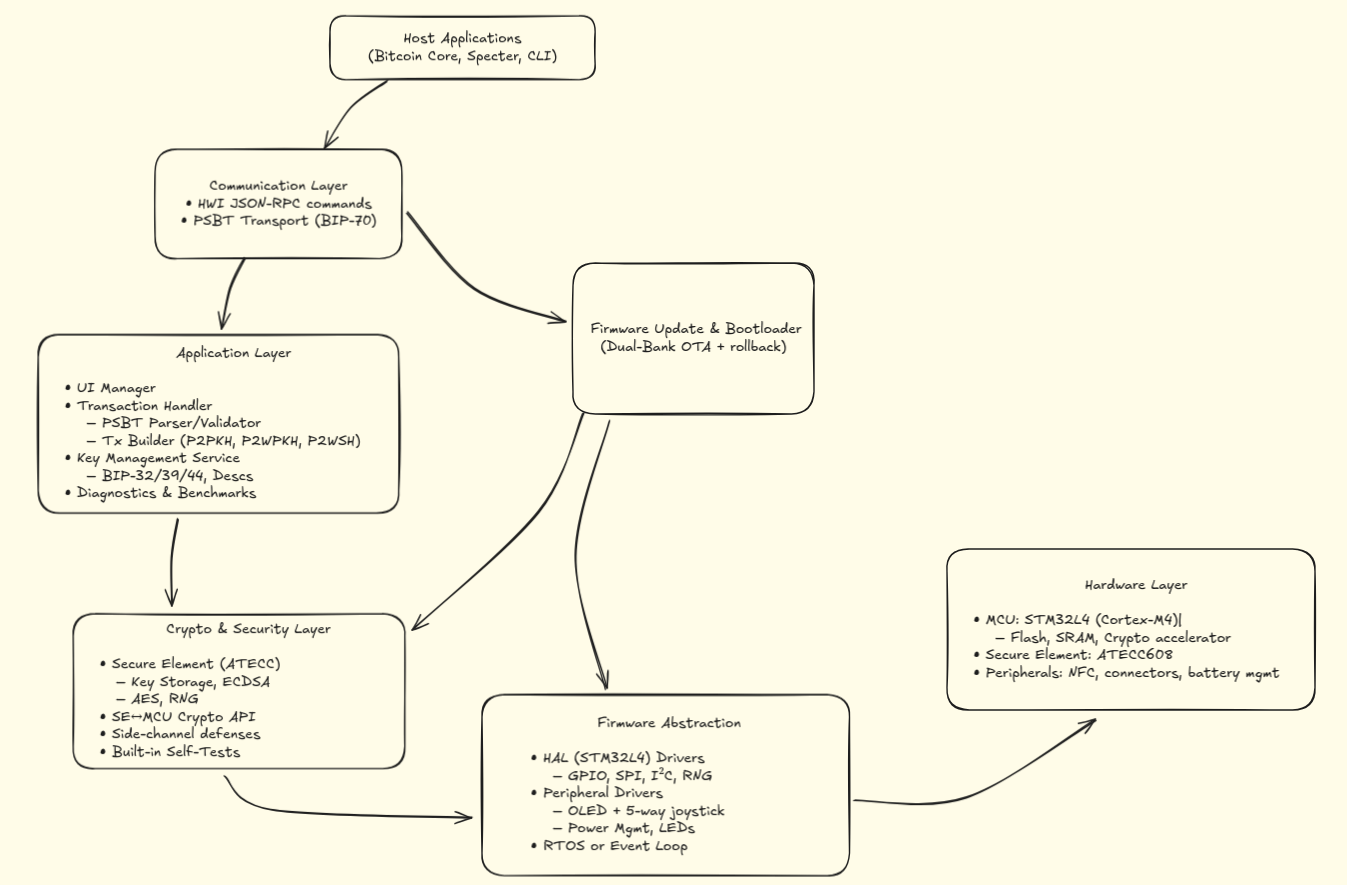 Host Applications
(Bitcoin Core, Specter, CLI)
Communication Layer
• HWI JSON-RPC commands
• PSBT Transport (BIP-70)
Firmware Update & Bootloader
(Dual-Bank OTA + rollback)
Application Layer
• UI Manager
• Transaction Handler
– PSBT Parser/Validator
– Tx Builder (P2PKH, P2WPKH, P2WSH)
• Key Management Service
– BIP-32/39/44, Descs
• Diagnostics & Benchmarks
Crypto & Security Layer
• Secure Element (ATECC)
– Key Storage, ECDSA
– AES, RNG
• SE↔MCU Crypto API
• Side-channel defenses
• Built-in Self-Tests
Firmware Abstraction
• HAL (STM32L4) Drivers
– GPIO, SPI, I²C, RNG
• Peripheral Drivers
– OLED + 5-way joystick
– Power Mgmt, LEDs
• RTOS or Event Loop
Hardware Layer
• MCU: STM32L4 (Cortex-M4)|
– Flash, SRAM, Crypto accelerator
• Secure Element: ATECC608
• Peripherals: NFC, connectors, battery mgmt